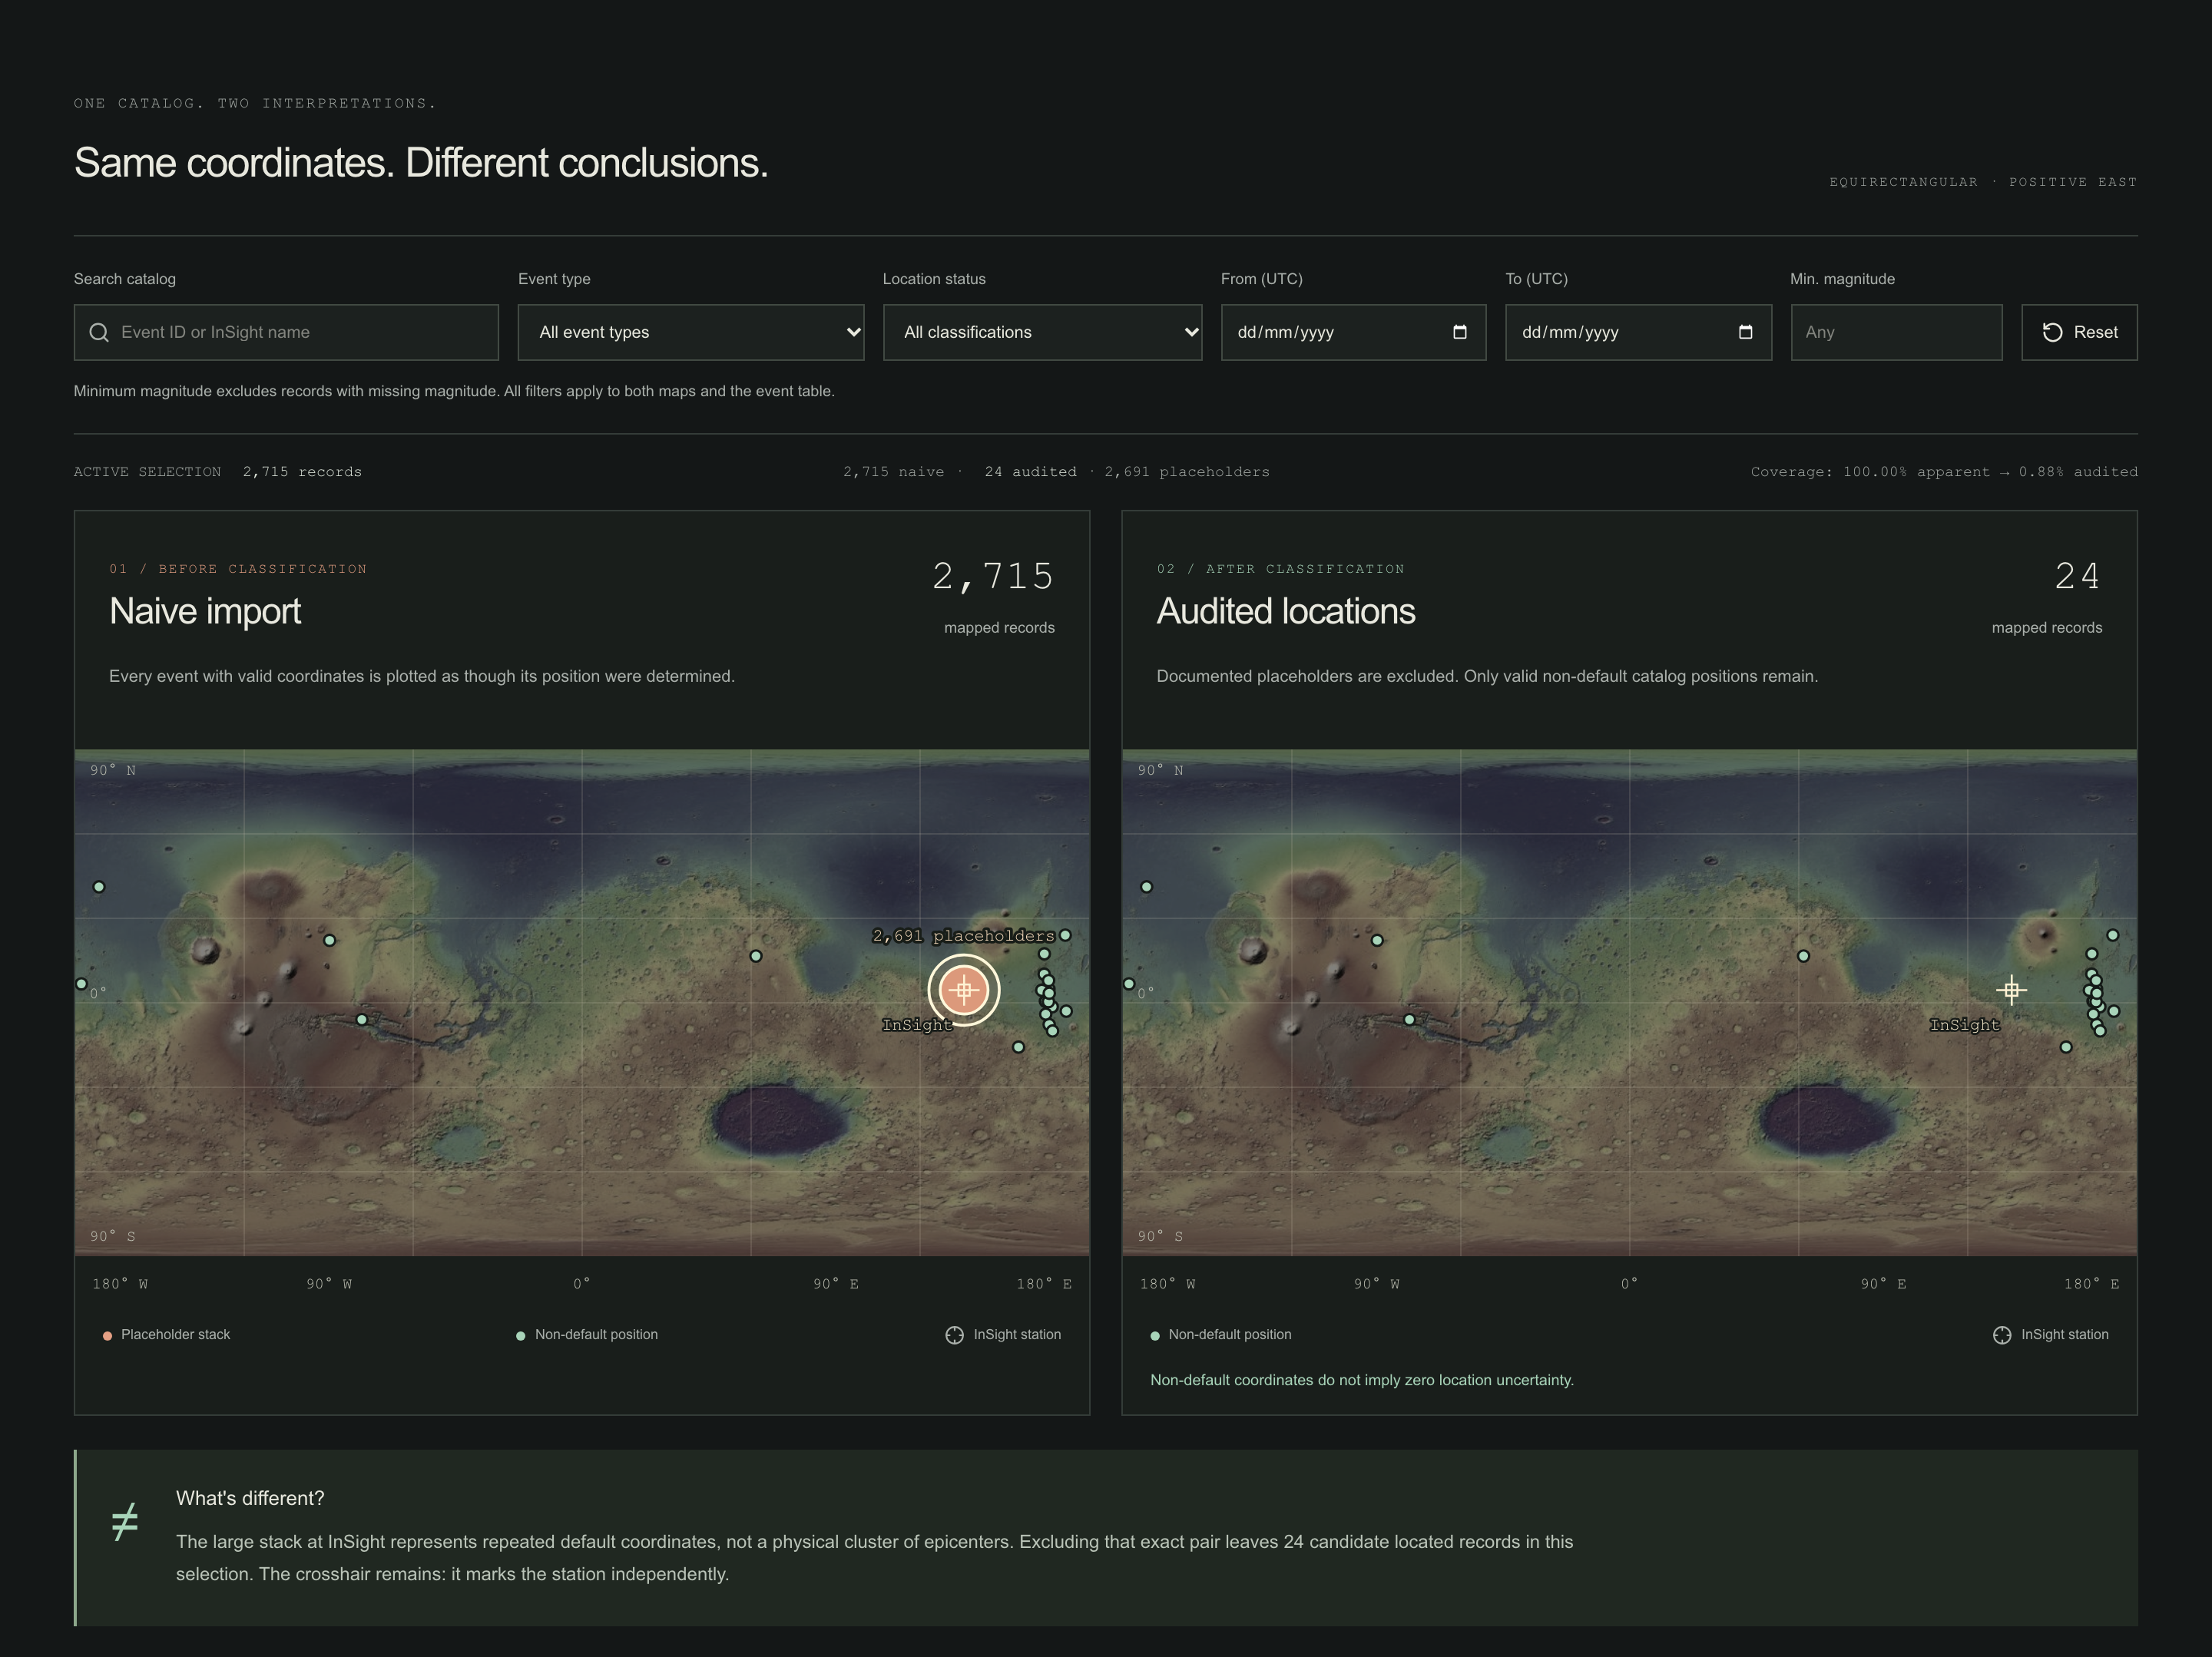 ONE CATALOG. TWO INTERPRETATIONS.
Same coordinates. Different conclusions.
EQUIRECTANGULAR · POSITIVE EAST
Search catalog
Event ID or InSight name
Event type
All event types
Location status
All classifications
From (UTC)
dd/mm/yyyy
To (UTC)
dd/mm/yyyy
Min. magnitude
Any
Reset
Minimum magnitude excludes records with missing magnitude. All filters apply to both maps and the event table.
ACTIVE SELECTION 2,715 records
2,715 naive · 24 audited · 2,691 placeholders
Coverage: 100.00% apparent → 0.88% audited
01 / BEFORE CLASSIFICATION
Naive import
2,715
mapped records
Every event with valid coordinates is plotted as though its position were determined.
90° N
2,691 placeholders
0°
InSight
90° S
180° W
90° W
0°
90° E
180° E
Placeholder stack
Non-default position
InSight station
02 / AFTER CLASSIFICATION
Audited locations
24
mapped records
Documented placeholders are excluded. Only valid non-default catalog positions remain.
90° N
0°
InSight
90° S
180° W
90° W
0°
90° E
180° E
Non-default position
InSight station
Non-default coordinates do not imply zero location uncertainty.
≠
What's different?
The large stack at InSight represents repeated default coordinates, not a physical cluster of epicenters. Excluding that exact pair leaves 24 candidate located records in this
selection. The crosshair remains: it marks the station independently.